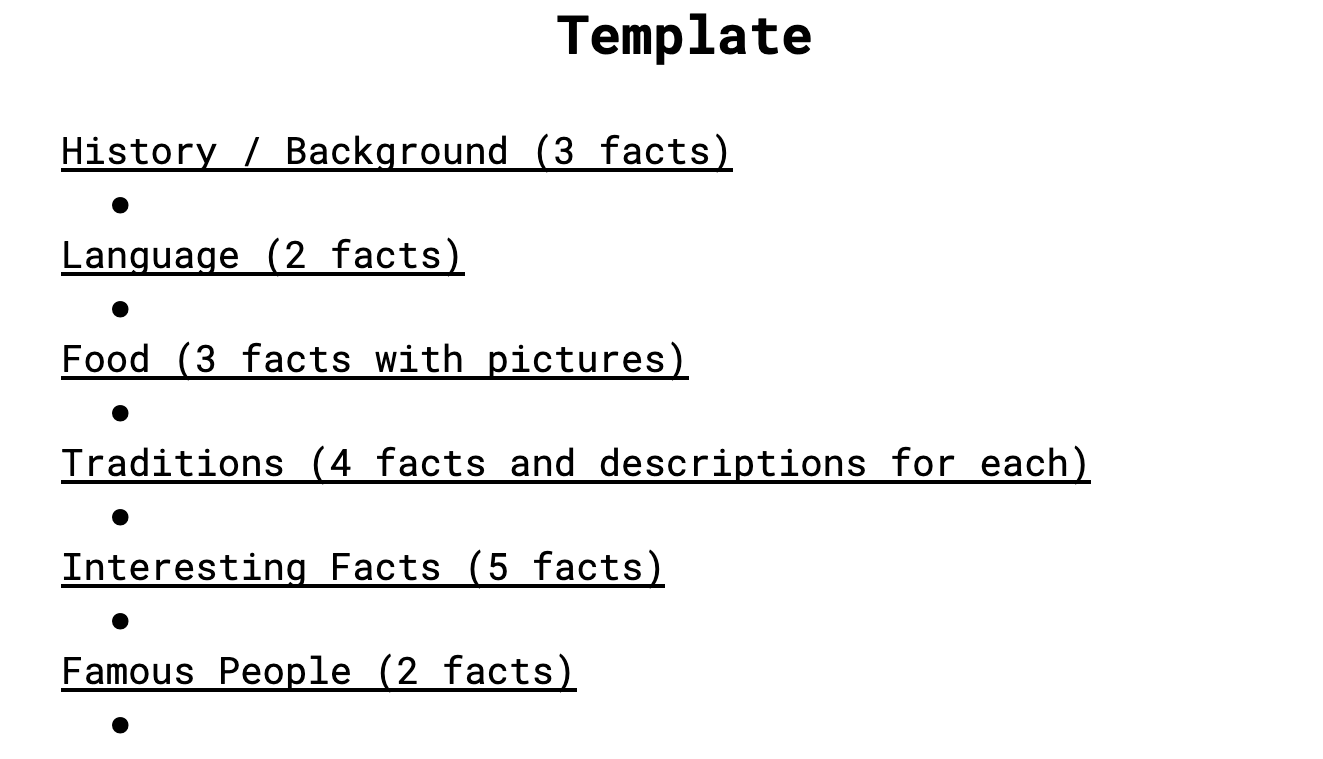 Template
History / Background (3 facts)
●
Language (2 facts)
●
Food (3 facts with pictures)
●
Traditions (4 facts and descriptions for each)
●
Interesting Facts (5 facts)
●
Famous People (2 facts)
●